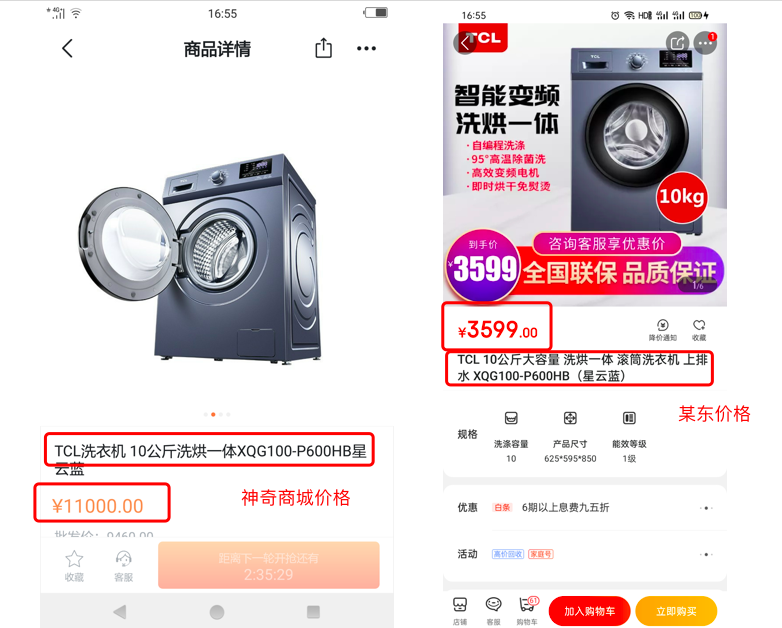 16:55
商品详情
TCL洗衣机 10公斤洗烘一体XQG100-P600HB星
云蓝
¥11000.00
神奇商城价格
批发价：9460.00
收藏
客服
距离下一轮开抢还有
2:35:29
16:55
TCL
1
智能变频
洗烘一体
·自编程洗涤
·95°高温除菌洗
·高效变频电机
·即时烘干免熨烫
10kg
到手价
¥3599
咨询客服享优惠价
全国联保 品质保证
1/6
¥3599.00
降价通知
收藏
TCL 10公斤大容量 洗烘一体 滚筒洗衣机 上排
水 XQG100-P600HB（星云蓝）
某东价格
规格
洗涤容量
10
产品尺寸
625*595*850
能效等级
1级
优惠
白条
6期以上息费九五折
活动
高价回收
家庭号
店铺
客服
购物车
61
加入购物车
立即购买